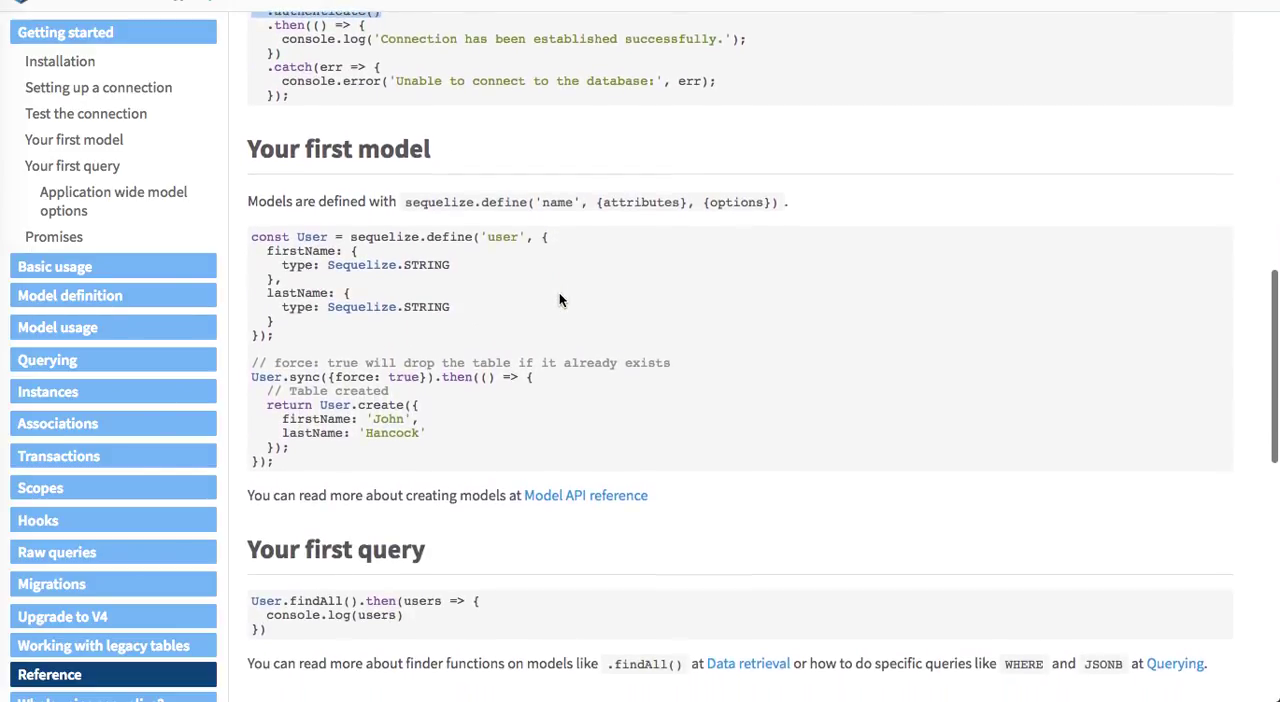 Getting started
Installation
Setting up a connection
Test the connection
Your first model
Your first query
Application wide model
options
Promises
Basic usage
Model definition
Model usage
Querying
Instances
Associations
Transactions
Scopes
Hooks
Raw queries
Migrations
Upgrade to V4
Working with legacy tables
Reference
.authenticate()
.then(() => {
console.log('Connection has been established successfully.');
})
.catch(err => {
console.error('Unable to connect to the database:', err);
});
Your first model
Models are defined with sequelize.define('name', {attributes}, {options}) .
const User = sequelize.define('user', {
firstName: {
type: Sequelize.STRING
},
lastName: {
type: Sequelize.STRING
}
});
// force: true will drop the table if it already exists
User.sync({force: true}).then(() => {
// Table created
return User.create({
firstName: 'John',
lastName: 'Hancock'
});
});
You can read more about creating models at Model API reference
Your first query
User.findAll().then(users => {
console.log(users)
})
You can read more about finder functions on models like .findAll() at Data retrieval or how to do specific queries like WHERE and JSONB at Querying.